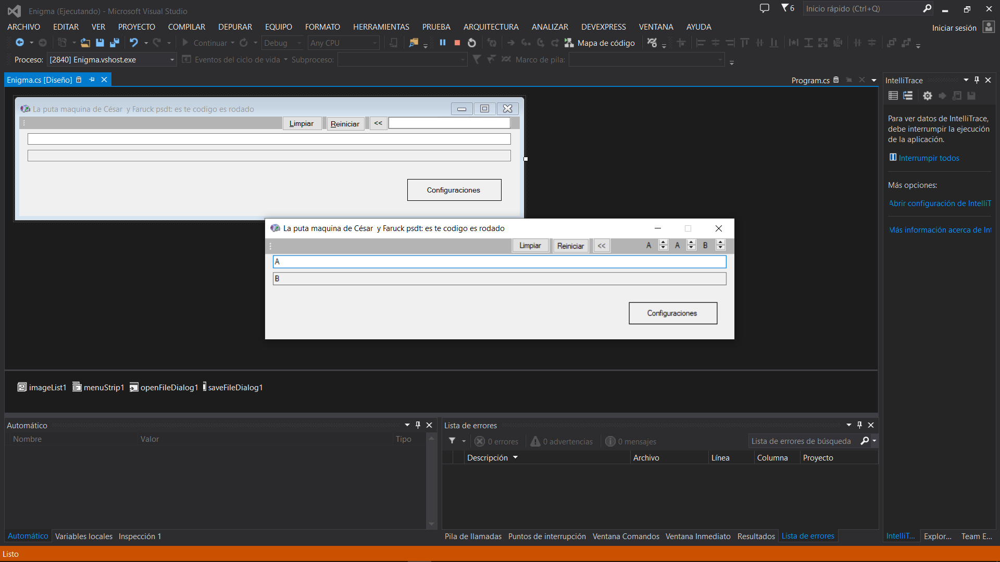 Enigma (Ejecutando) - Microsoft Visual Studio
6
Inicio rápido (Ctrl+Q)
ARCHIVO EDITAR VER PROYECTO COMPILAR DEPURAR EQUIPO FORMATO HERRAMIENTAS PRUEBA ARQUITECTURA ANALIZAR DEVEXPRESS VENTANA AYUDA
Iniciar sesión
Continuar Debug Any CPU Mapa de código
Proceso: [2840] Enigma.vshost.exe Eventos del ciclo de vida Subproceso: Marco de pila:
Enigma.cs [Diseño]
Program.cs
La puta maquina de César y Faruck psdt: es te codigo es rodado
Limpiar Reiniciar <<
Configuraciones
La puta maquina de César y Faruck psdt: es te codigo es rodado
Limpiar Reiniciar << A A B
A
B
Configuraciones
imageList1 menuStrip1 openFileDialog1 saveFileDialog1
IntelliTrace
Para ver datos de IntelliTrace,
debe interrumpir la ejecución
de la aplicación.
Interrumpir todos
Más opciones:
Abrir configuración de IntelliT
Más información acerca de Int
Automático
Nombre Valor Tipo
Automático Variables locales Inspección 1
Lista de errores
0 errores 0 advertencias 0 mensajes Lista de errores de búsqueda
Descripción Archivo Línea Columna Proyecto
Pila de llamadas Puntos de interrupción Ventana Comandos Ventana Inmediato Resultados Lista de errores
IntelliT... Explor... Team E...
Listo